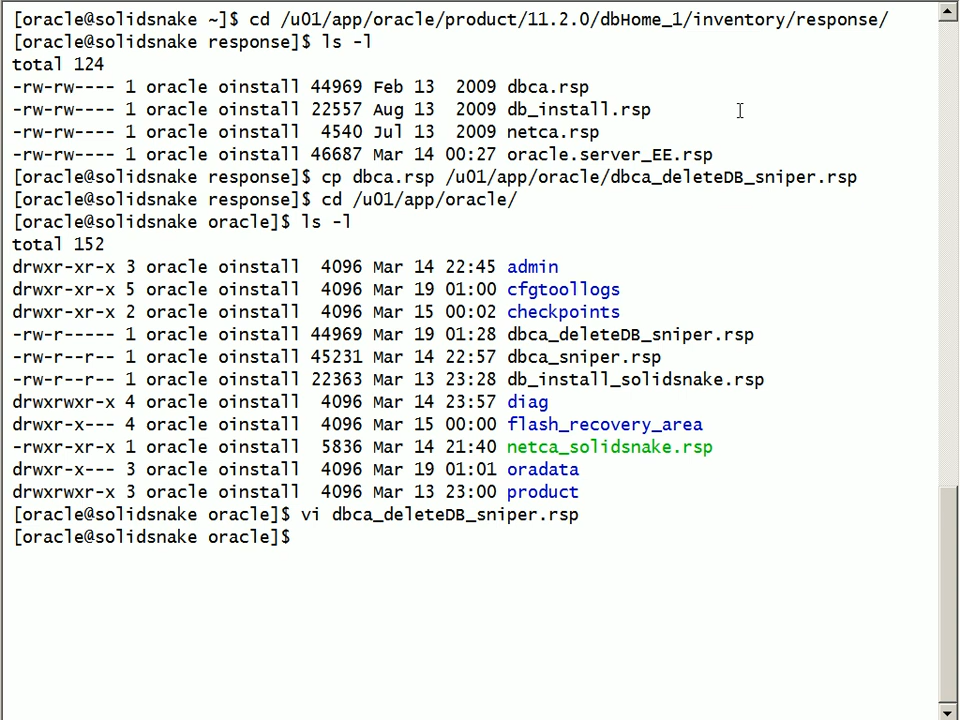 [oracle@solidsnake ~]$ cd /u01/app/oracle/product/11.2.0/dbHome_1/inventory/response/
[oracle@solidsnake response]$ ls -l
total 124
-rw-rw---- 1 oracle oinstall 44969 Feb 13  2009 dbca.rsp
-rw-rw---- 1 oracle oinstall 22557 Aug 13  2009 db_install.rsp
-rw-rw---- 1 oracle oinstall  4540 Jul 13  2009 netca.rsp
-rw-rw---- 1 oracle oinstall 46687 Mar 14 00:27 oracle.server_EE.rsp
[oracle@solidsnake response]$ cp dbca.rsp /u01/app/oracle/dbca_deleteDB_sniper.rsp
[oracle@solidsnake response]$ cd /u01/app/oracle/
[oracle@solidsnake oracle]$ ls -l
total 152
drwxr-xr-x 3 oracle oinstall  4096 Mar 14 22:45 admin
drwxr-xr-x 5 oracle oinstall  4096 Mar 19 01:00 cfgtoollogs
drwxr-xr-x 2 oracle oinstall  4096 Mar 15 00:02 checkpoints
-rw-r----- 1 oracle oinstall 44969 Mar 19 01:28 dbca_deleteDB_sniper.rsp
-rw-r--r-- 1 oracle oinstall 45231 Mar 14 22:57 dbca_sniper.rsp
-rw-r--r-- 1 oracle oinstall 22363 Mar 13 23:28 db_install_solidsnake.rsp
drwxrwxr-x 4 oracle oinstall  4096 Mar 14 23:57 diag
drwxr-x--- 4 oracle oinstall  4096 Mar 15 00:00 flash_recovery_area
-rwxr-xr-x 1 oracle oinstall  5836 Mar 14 21:40 netca_solidsnake.rsp
drwxr-x--- 3 oracle oinstall  4096 Mar 19 01:01 oradata
drwxrwxr-x 3 oracle oinstall  4096 Mar 13 23:00 product
[oracle@solidsnake oracle]$ vi dbca_deleteDB_sniper.rsp
[oracle@solidsnake oracle]$